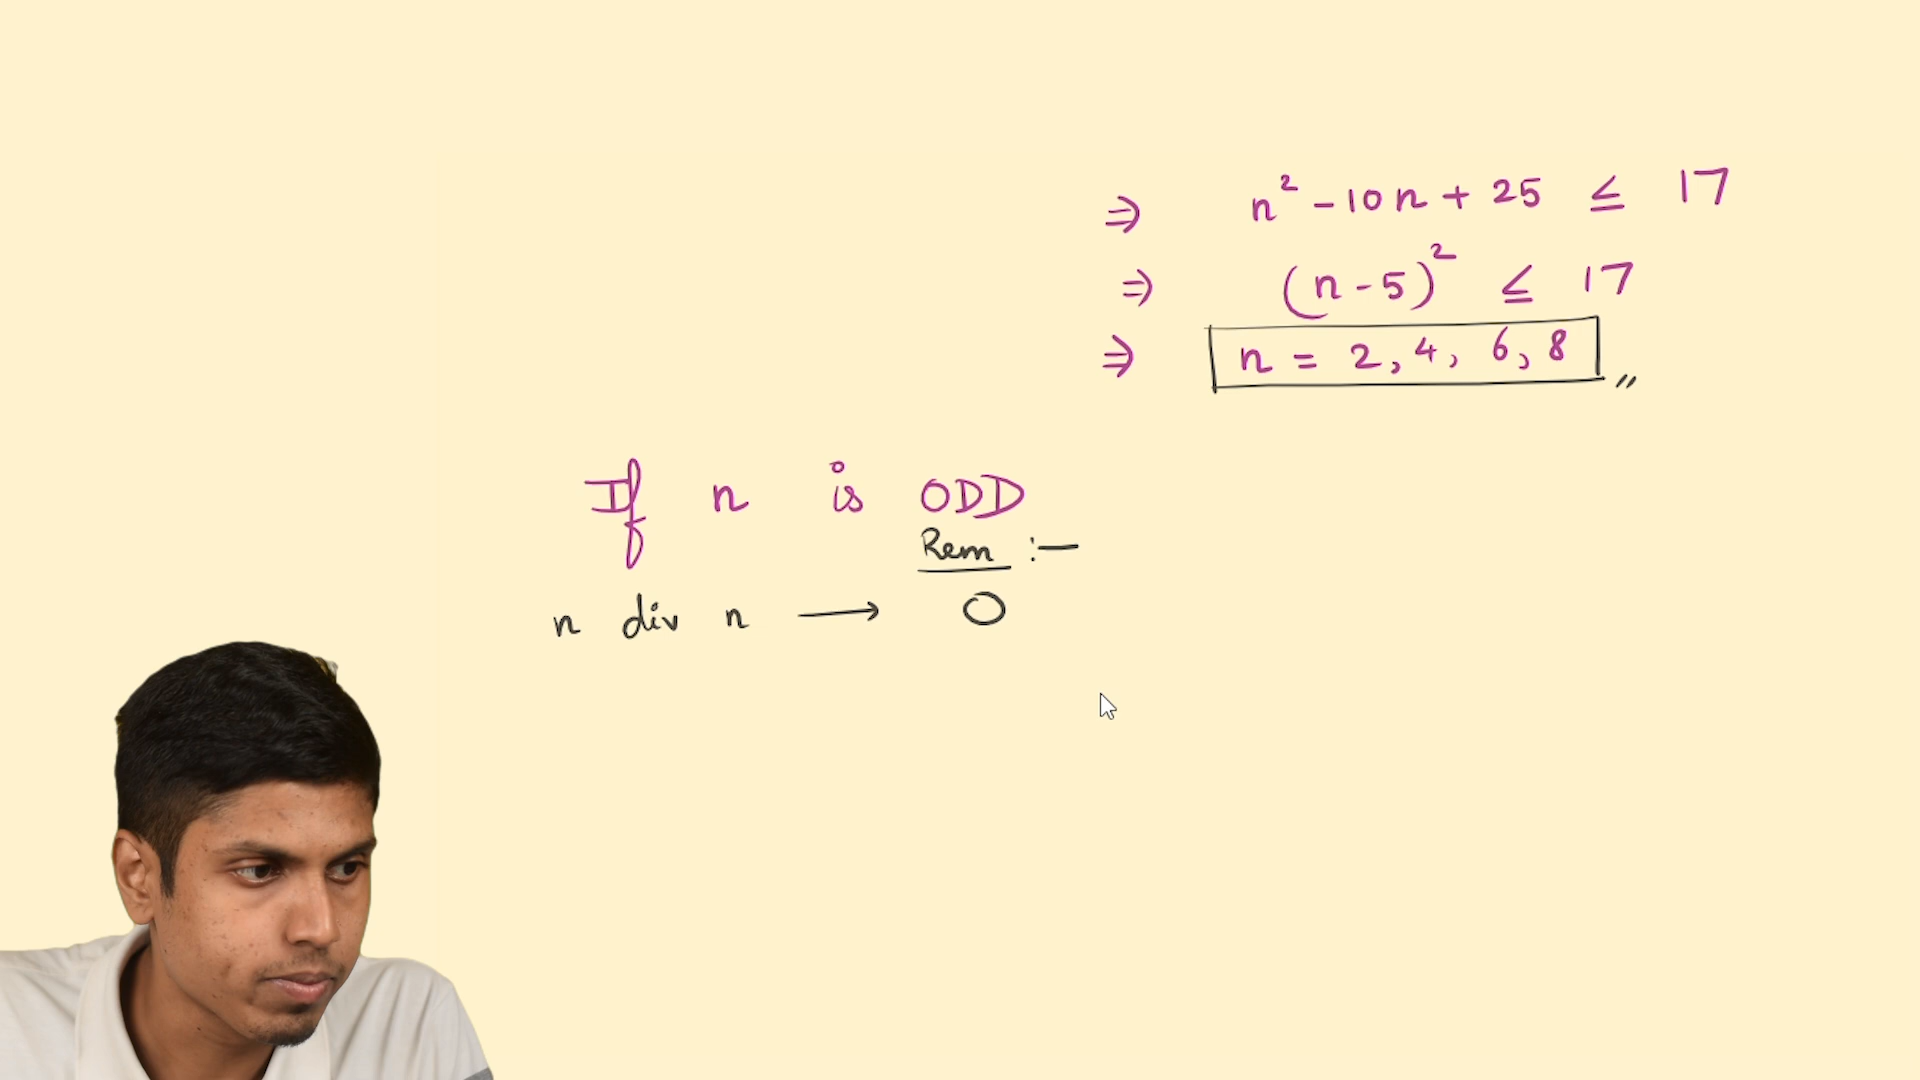 ⇒ n² - 10n + 25 ≤ 17
⇒ (n - 5)² ≤ 17
⇒ n = 2, 4, 6, 8 〃
If n is ODD
Rem :—
n div n ⟶ 0